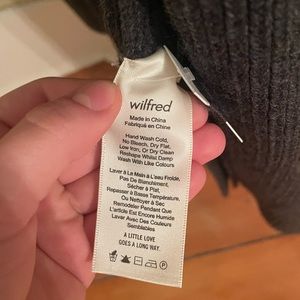 wilfred
Made in China
Fabriqué en Chine
Hand Wash Cold,
No Bleach, Dry Flat,
Low Iron, Or Dry Clean
Reshape Whilst Damp
Wash With Like Colours
Laver À La Main À L'eau Froide,
Pas De Blanchiment,
Sécher À Plat,
Repasser À Basse Température,
Ou Nettoyer À Sec
Remodeler Pendant Que
L'article Est Encore Humide
Laver Avec Des Couleurs
Semblables
A LITTLE LOVE
GOES A LONG WAY.